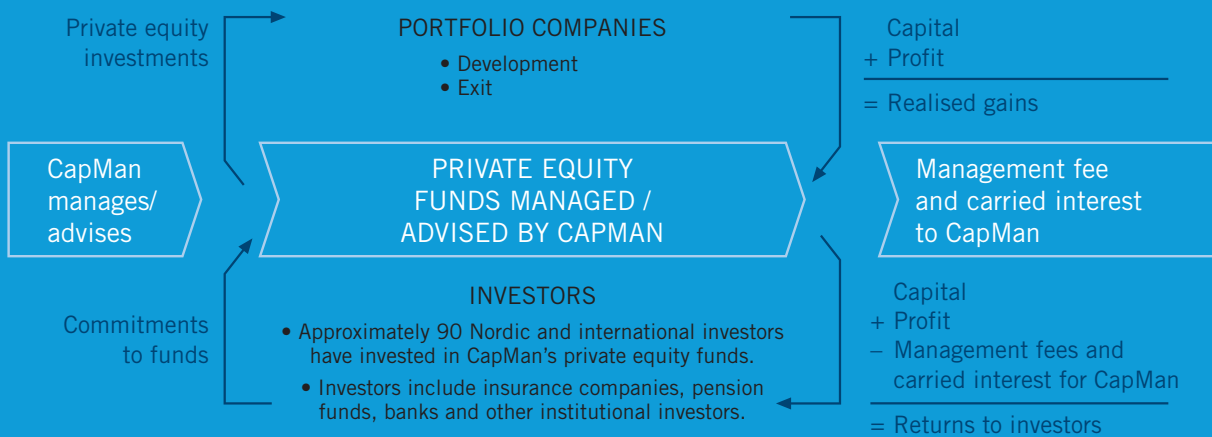 Private equity
investments
PORTFOLIO COMPANIES
• Development
• Exit
Capital
+ Profit
= Realised gains
CapMan
manages/
advises
PRIVATE EQUITY
FUNDS MANAGED /
ADVISED BY CAPMAN
Management fee
and carried interest
to CapMan
Commitments
to funds
INVESTORS
• Approximately 90 Nordic and international investors
have invested in CapMan's private equity funds.
• Investors include insurance companies, pension
funds, banks and other institutional investors.
Capital
+ Profit
– Management fees and
carried interest for CapMan
= Returns to investors